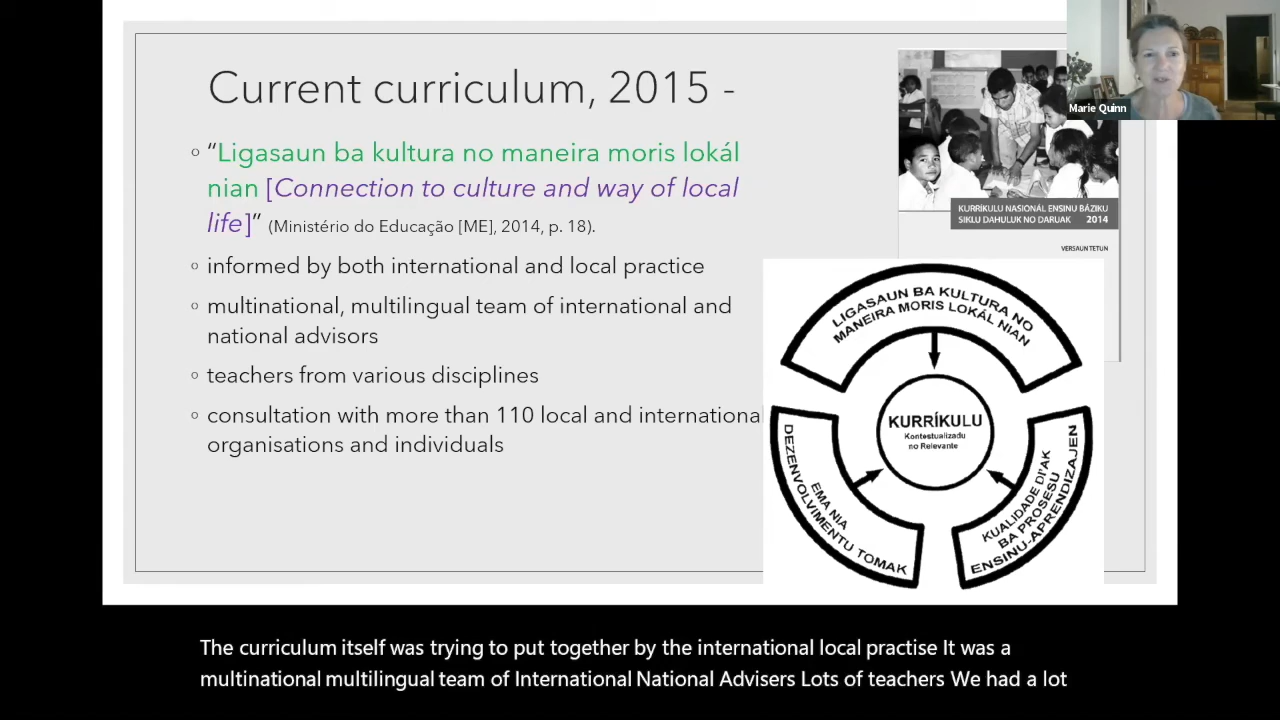 Current curriculum, 2015 -
“Ligasaun ba kultura no maneira moris lokál
nian [Connection to culture and way of local
life]” (Ministério do Educação [ME], 2014, p. 18).
informed by both international and local practice
multinational, multilingual team of international and
national advisors
teachers from various disciplines
consultation with more than 110 local and international
organisations and individuals
Marie Quinn
KURRÍKULU NASIONÁL ENSINU BÁZIKU
SIKLU DAHULUK NO DARUAK 2014
VERSAUN TETUN
LIGASAUN BA KULTURA NO
MANEIRA MORIS LOKÁL NIAN
KURRÍKULU
Kontestualizadu
no Relevante
DEZENVOLVIMENTU TOMAK
EMA NIA
KUALIDADE DI'AK
BA PROSESU
ENSINU-APRENDIZAJEN
The curriculum itself was trying to put together by the international local practise It was a
multinational multilingual team of International National Advisers Lots of teachers We had a lot